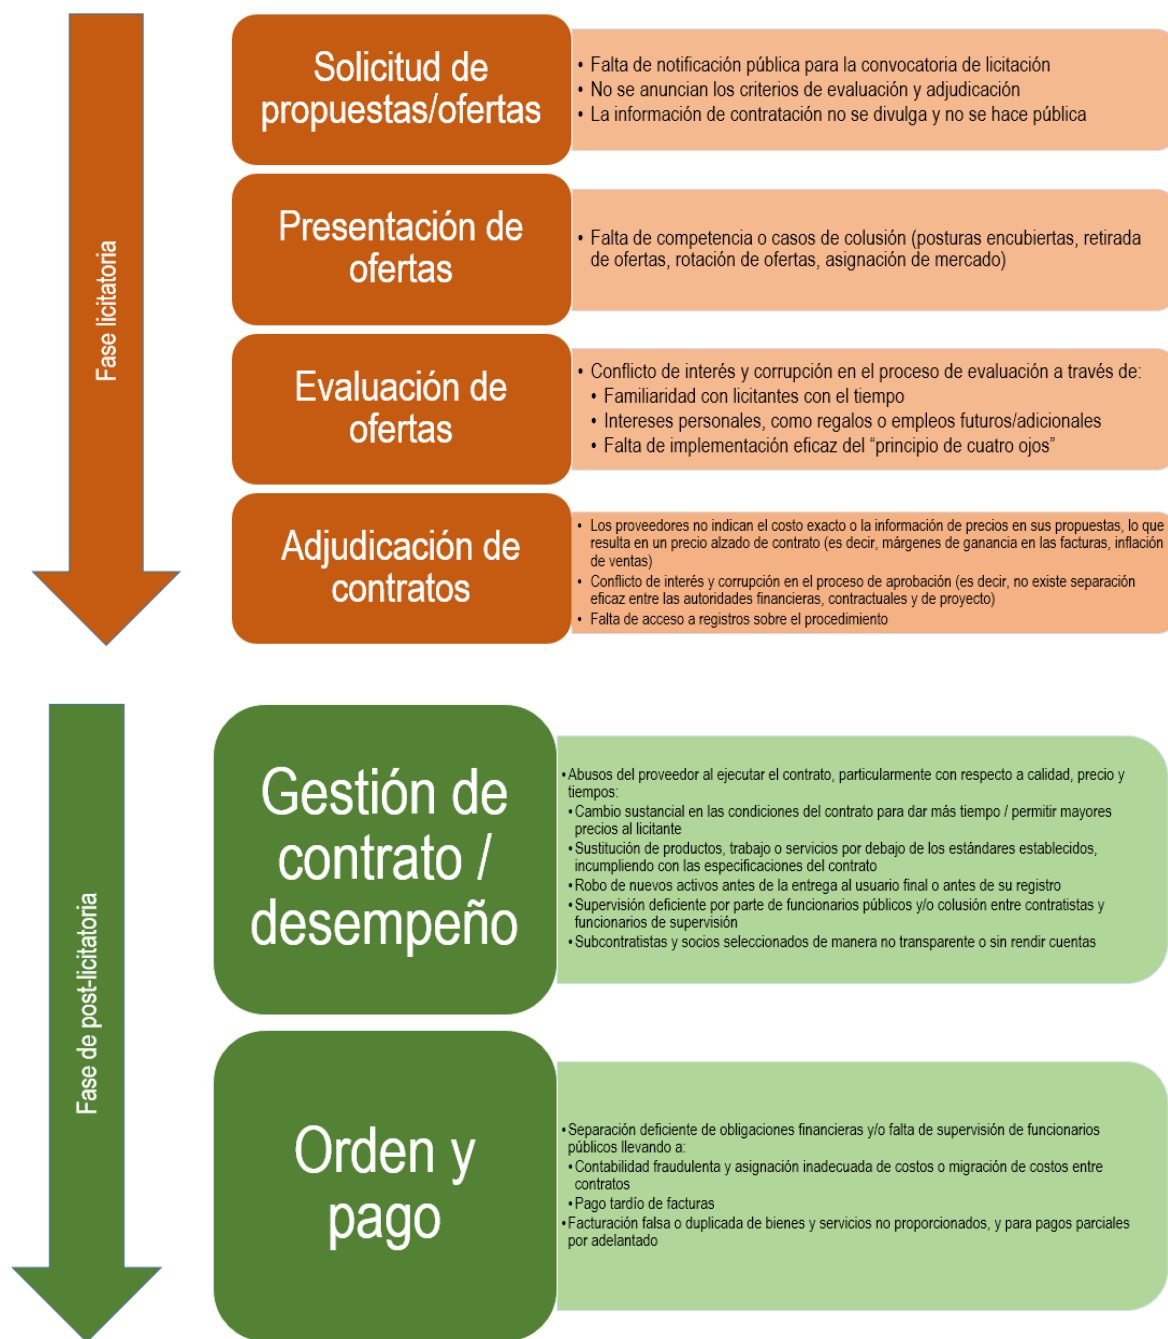 Fase licitatoria
Solicitud de
propuestas/ofertas
• Falta de notificación pública para la convocatoria de licitación
• No se anuncian los criterios de evaluación y adjudicación
• La información de contratación no se divulga y no se hace pública
Presentación de
ofertas
• Falta de competencia o casos de colusión (posturas encubiertas, retirada
de ofertas, rotación de ofertas, asignación de mercado)
Evaluación de
ofertas
• Conflicto de interés y corrupción en el proceso de evaluación a través de:
• Familiaridad con licitantes con el tiempo
• Intereses personales, como regalos o empleos futuros/adicionales
• Falta de implementación eficaz del “principio de cuatro ojos”
Adjudicación de
contratos
• Los proveedores no indican el costo exacto o la información de precios en sus propuestas, lo que
resulta en un precio alzado de contrato (es decir, márgenes de ganancia en las facturas, inflación
de ventas)
• Conflicto de interés y corrupción en el proceso de aprobación (es decir, no existe separación
eficaz entre las autoridades financieras, contractuales y de proyecto)
• Falta de acceso a registros sobre el procedimiento
Fase de post-licitatoria
Gestión de
contrato /
desempeño
• Abusos del proveedor al ejecutar el contrato, particularmente con respecto a calidad, precio y
tiempos:
• Cambio sustancial en las condiciones del contrato para dar más tiempo / permitir mayores
precios al licitante
• Sustitución de productos, trabajo o servicios por debajo de los estándares establecidos,
incumpliendo con las especificaciones del contrato
• Robo de nuevos activos antes de la entrega al usuario final o antes de su registro
• Supervisión deficiente por parte de funcionarios públicos y/o colusión entre contratistas y
funcionarios de supervisión
• Subcontratistas y socios seleccionados de manera no transparente o sin rendir cuentas
Orden y
pago
• Separación deficiente de obligaciones financieras y/o falta de supervisión de funcionarios
públicos llevando a:
• Contabilidad fraudulenta y asignación inadecuada de costos o migración de costos entre
contratos
• Pago tardío de facturas
• Facturación falsa o duplicada de bienes y servicios no proporcionados, y para pagos parciales
por adelantado